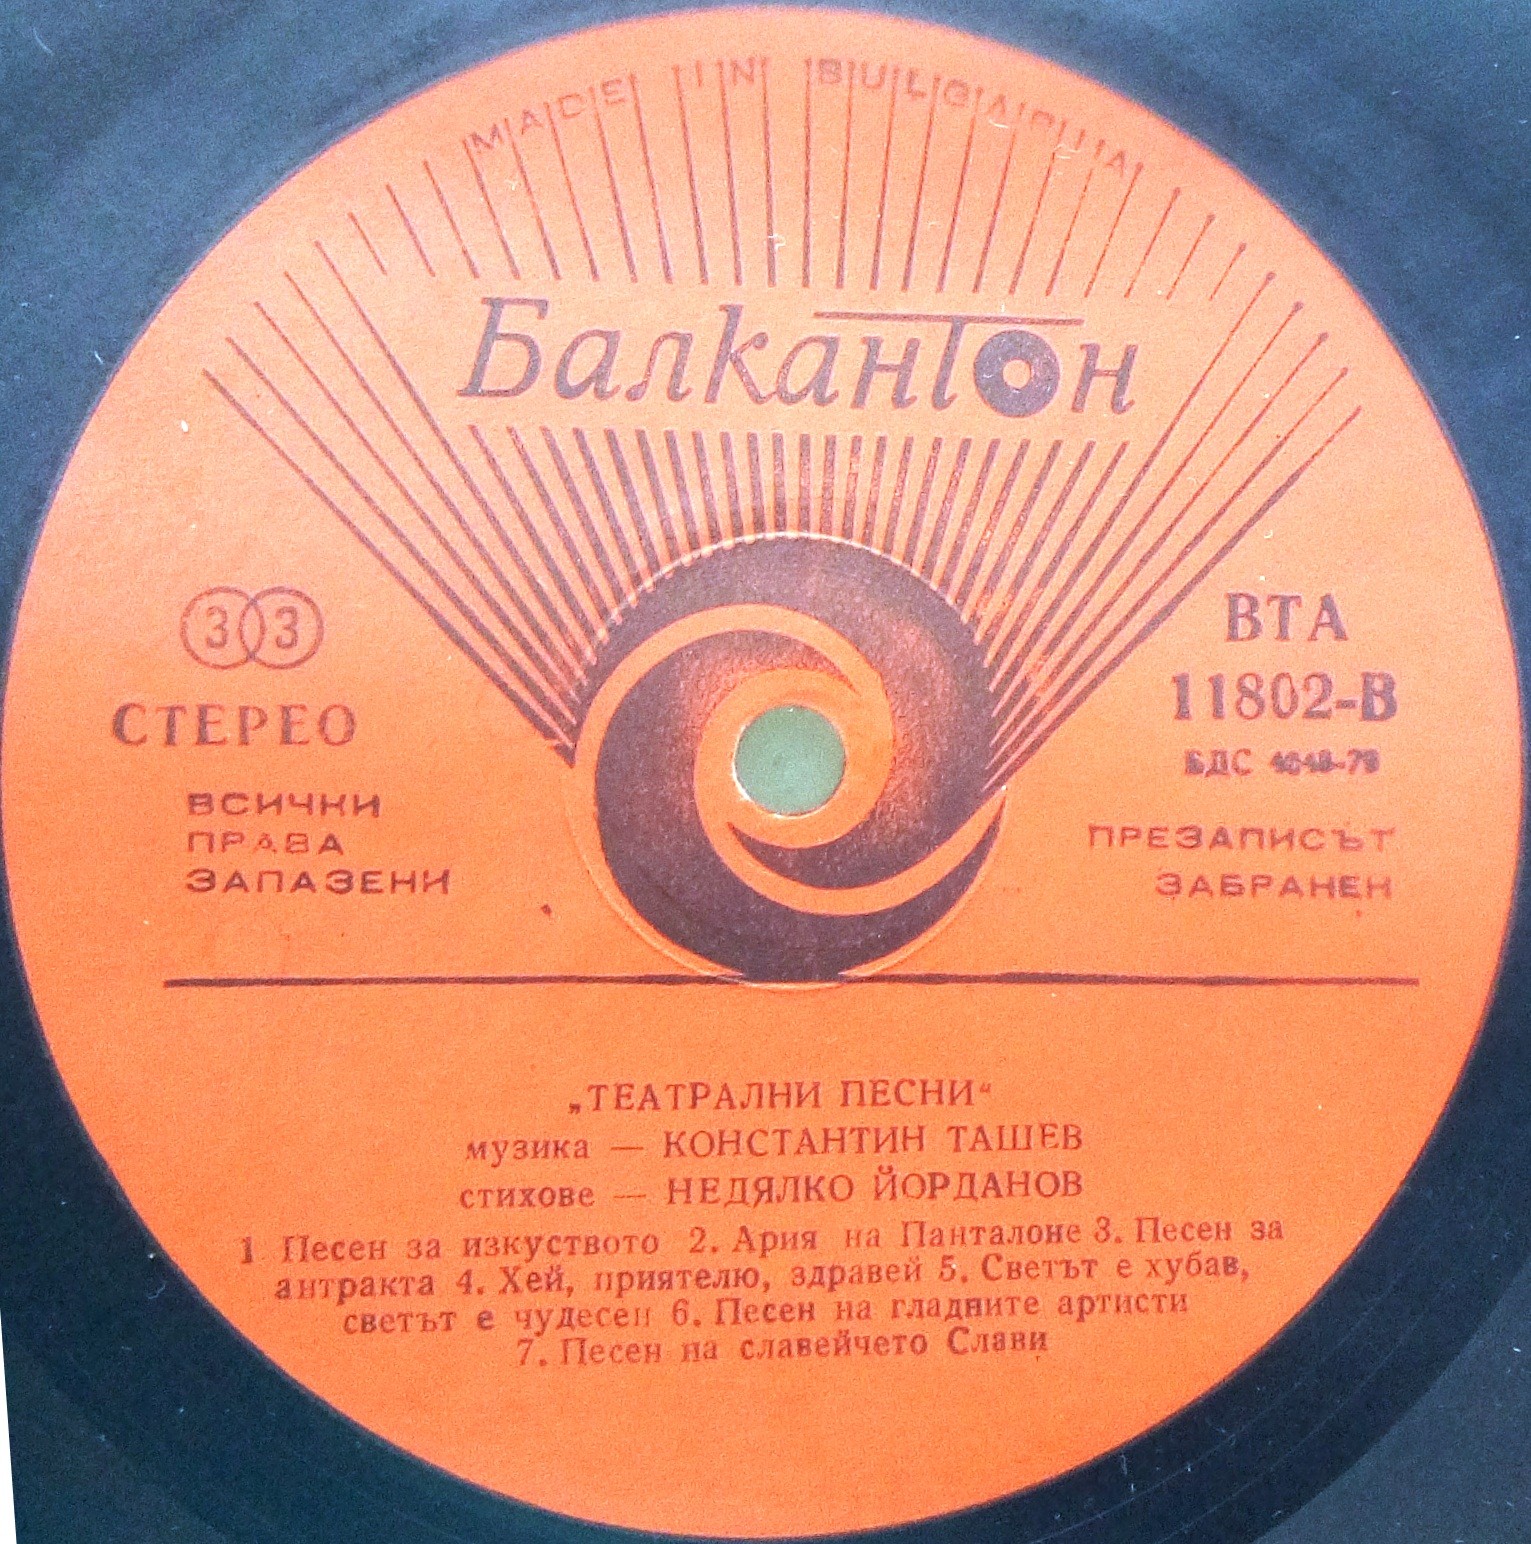 MADE IN BULGARIA
Балкантон
33
СТЕРЕО
ВСИЧКИ
ПРАВА
ЗАПАЗЕНИ
ВТА
11802-В
БДС
ПРЕЗАПИСЪТ
ЗАБРАНЕН
„ТЕАТРАЛНИ ПЕСНИ“
музика — КОНСТАНТИН ТАШЕВ
стихове — НЕДЯЛКО ЙОРДАНОВ
1 Песен за изкуството 2. Ария на Панталоне 3. Песен за
антракта 4. Хей, приятелю, здравей 5. Светът е хубав,
светът е чудесен 6. Песен на гладните артисти
7. Песен на славейчето Слави